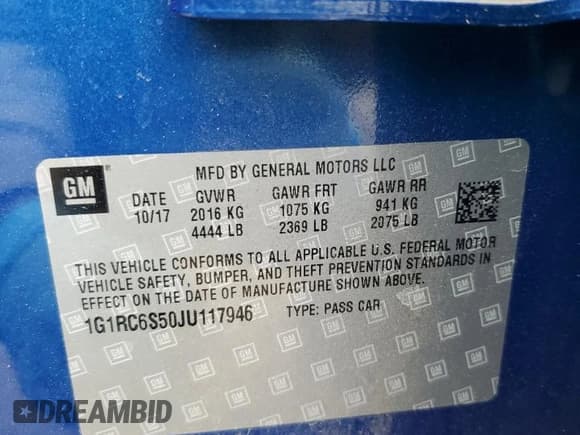 GM
MFD BY GENERAL MOTORS LLC
DATE GVWR GAWR FRT GAWR RR
10/17 2016 KG 1075 KG 941 KG
4444 LB 2369 LB 2075 LB
THIS VEHICLE CONFORMS TO ALL APPLICABLE U.S. FEDERAL MOTOR
VEHICLE SAFETY, BUMPER, AND THEFT PREVENTION STANDARDS IN
EFFECT ON THE DATE OF MANUFACTURE SHOWN ABOVE.
1G1RC6S50JU117946 TYPE: PASS CAR
DREAMBID